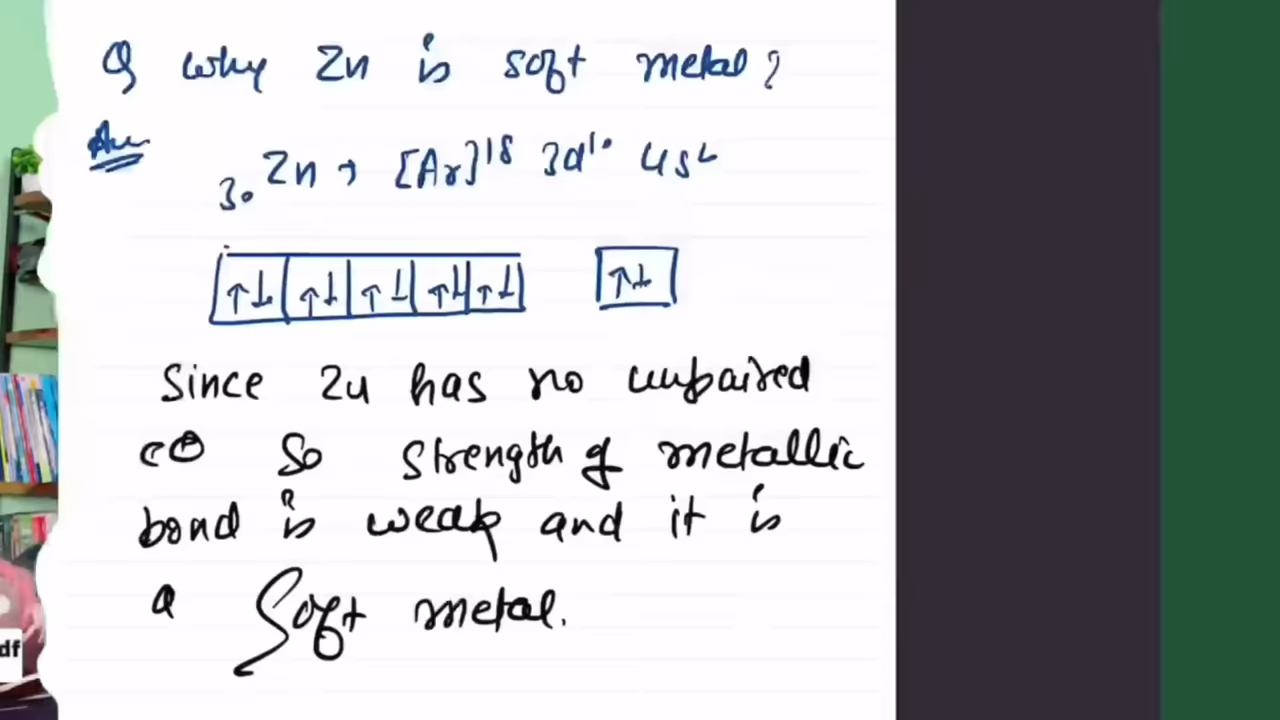 Q why Zn is soft metal?
Ans
30Zn → [Ar]¹⁸ 3d¹⁰ 4s²
↑↓ ↑↓ ↑↓ ↑↓ ↑↓ ↑↓
Since Zn has no unpaired
e⊖ so strength of metallic
bond is weak and it is
a Soft metal.
df